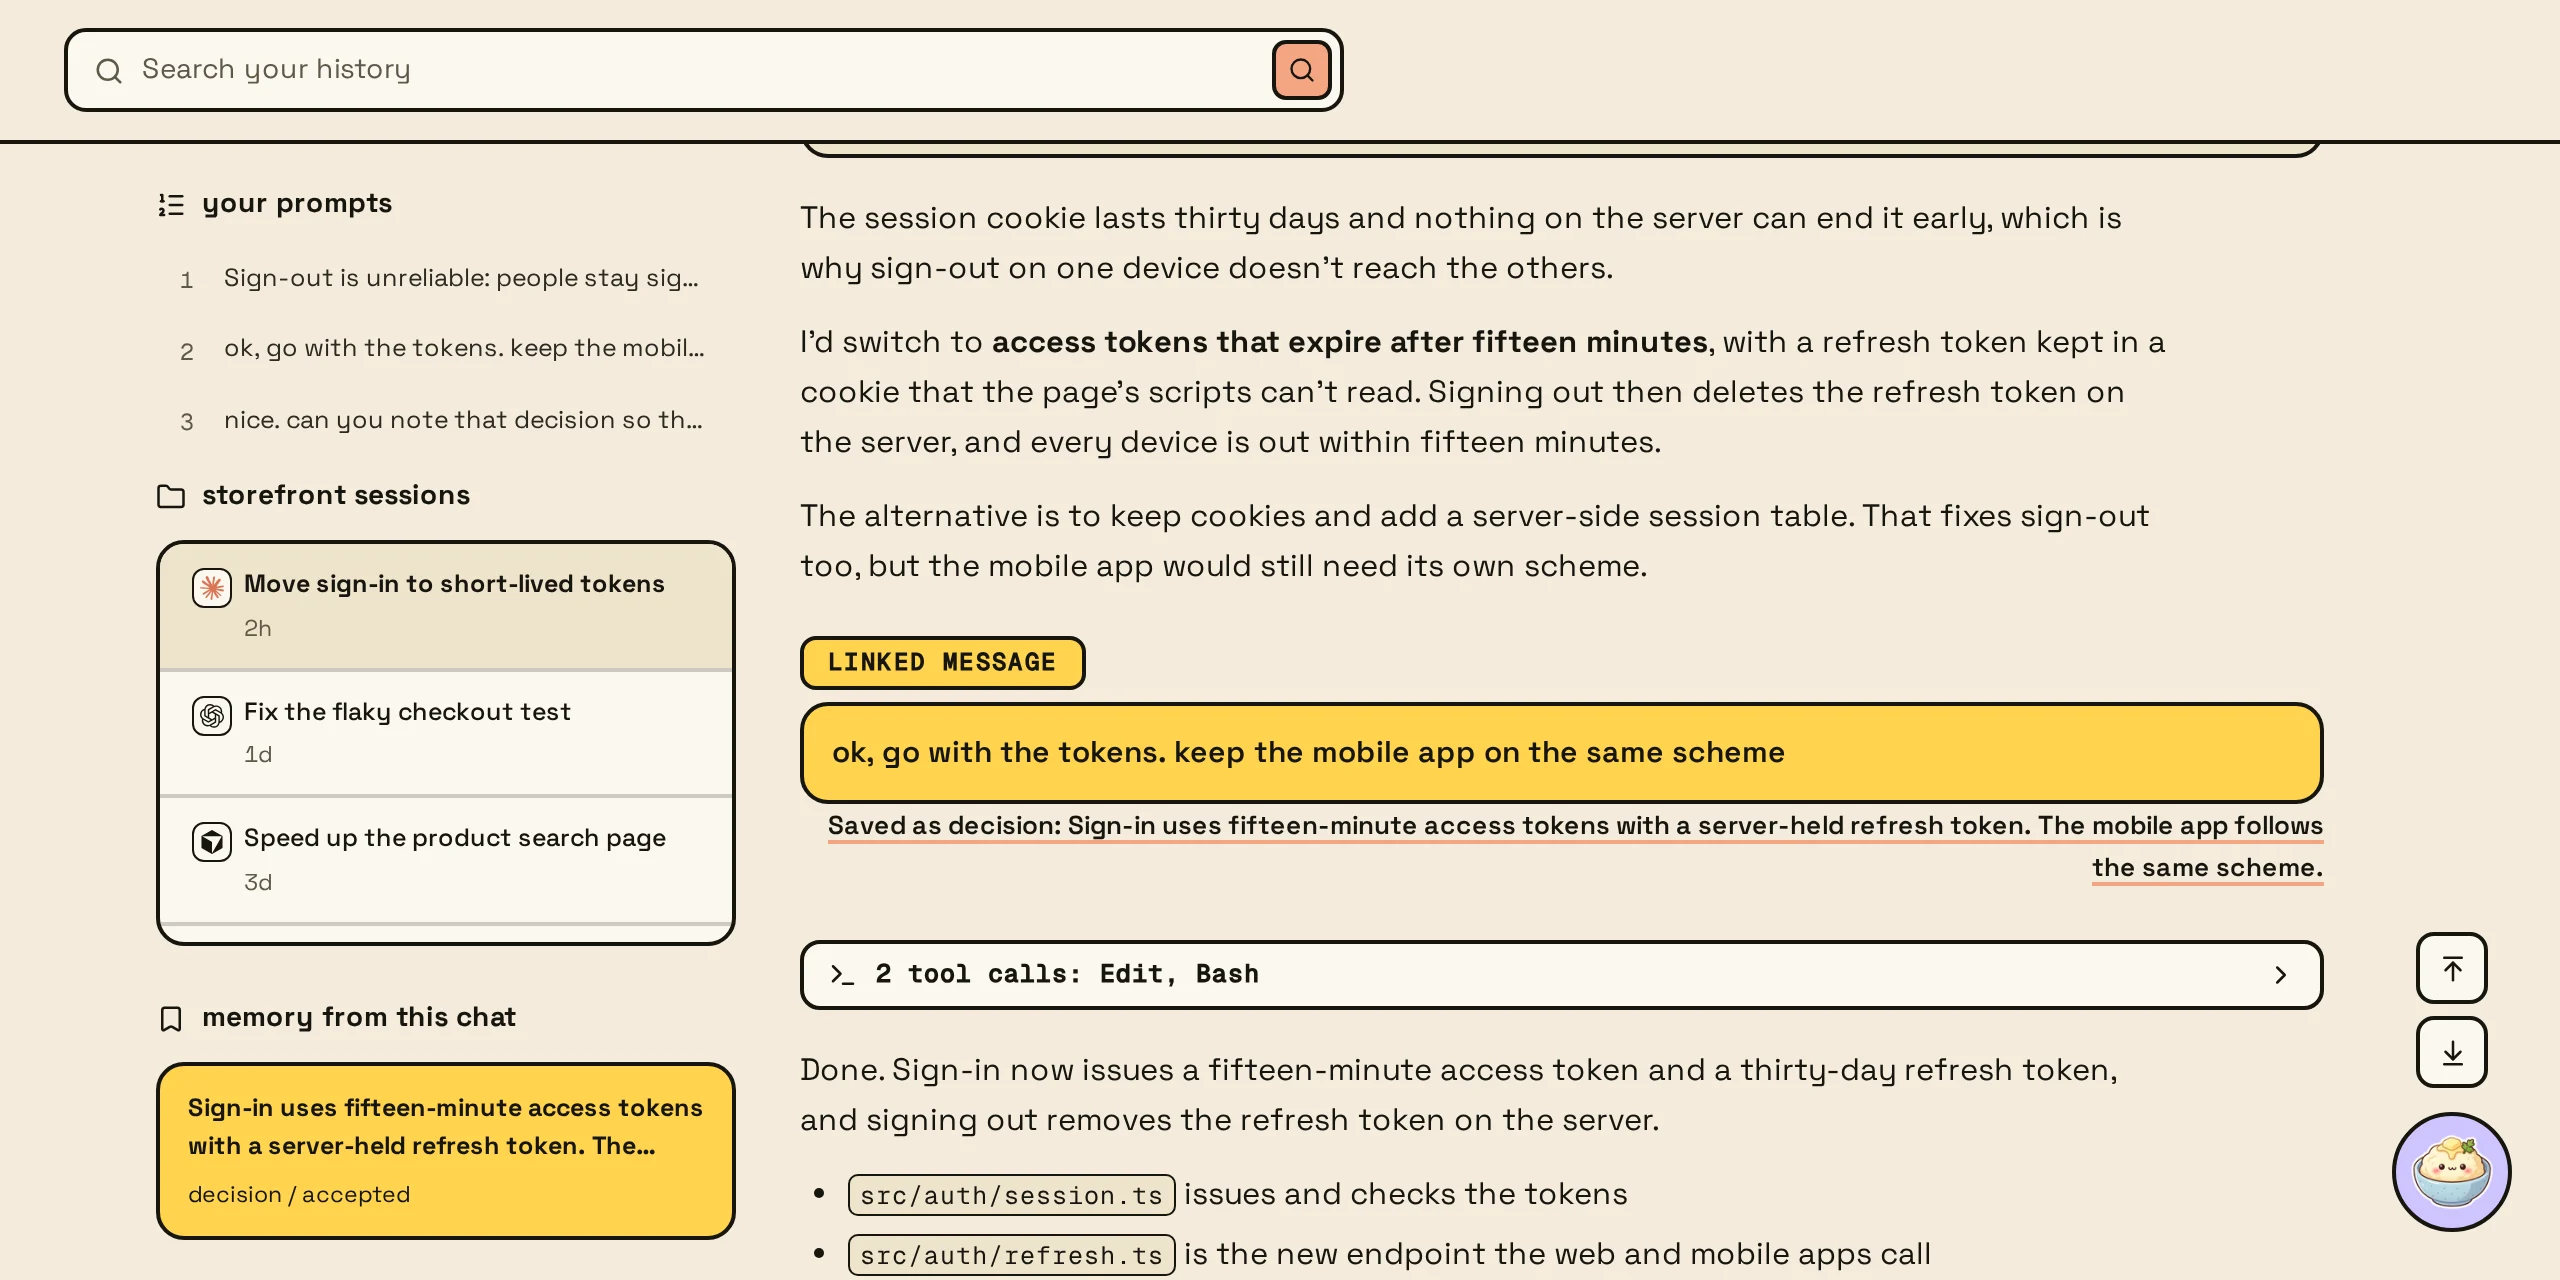 Search your history
your prompts
1 Sign-out is unreliable: people stay sig...
2 ok, go with the tokens. keep the mobil...
3 nice. can you note that decision so th...
storefront sessions
Move sign-in to short-lived tokens
2h
Fix the flaky checkout test
1d
Speed up the product search page
3d
memory from this chat
Sign-in uses fifteen-minute access tokens
with a server-held refresh token. The...
decision / accepted
The session cookie lasts thirty days and nothing on the server can end it early, which is
why sign-out on one device doesn’t reach the others.
I’d switch to access tokens that expire after fifteen minutes, with a refresh token kept in a
cookie that the page’s scripts can’t read. Signing out then deletes the refresh token on
the server, and every device is out within fifteen minutes.
The alternative is to keep cookies and add a server-side session table. That fixes sign-out
too, but the mobile app would still need its own scheme.
LINKED MESSAGE
ok, go with the tokens. keep the mobile app on the same scheme
Saved as decision: Sign-in uses fifteen-minute access tokens with a server-held refresh token. The mobile app follows
the same scheme.
2 tool calls: Edit, Bash
Done. Sign-in now issues a fifteen-minute access token and a thirty-day refresh token,
and signing out removes the refresh token on the server.
• src/auth/session.ts issues and checks the tokens
• src/auth/refresh.ts is the new endpoint the web and mobile apps call